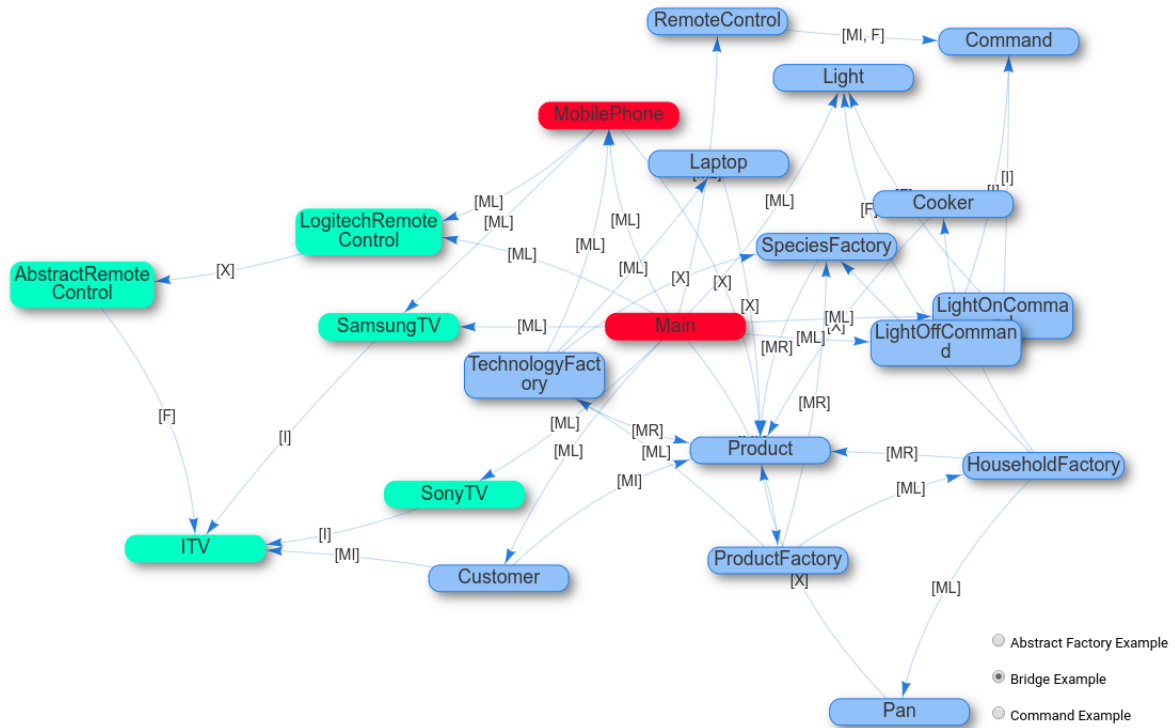 RemoteControl
[MI, F]
Command
Light
MobilePhone
Laptop
[ML]
[I]
[ML]
Cooker
[ML]
[F]
LogitechRemote
Control
[ML]
[ML]
SpeciesFactory
[ML]
[ML]
AbstractRemote
Control
[X]
[X]
[X]
[X]
LightOnComma
SamsungTV
[ML]
Main
[ML]
[X]
[ML]
LightOffComman
d
[MR]
TechnologyFact
ory
[MR]
[F]
[I]
[ML]
[MR]
[ML]
[ML]
Product
[MR]
HouseholdFactory
[MI]
[ML]
SonyTV
[I]
ITV
[MI]
Customer
ProductFactory
[X]
[ML]
Abstract Factory Example
Bridge Example
Pan
Command Example